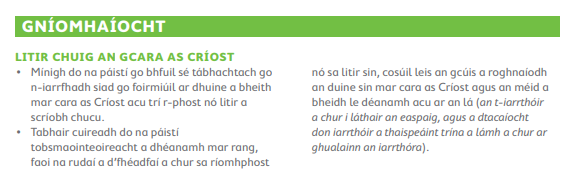 GNÍOMHAÍOCHT
LITIR CHUIG AN GCARA AS CRÍOST
• Mínigh do na páistí go bhfuil sé tábhachtach go
n-iarrfhadh siad go foirmiúil ar dhuine a bheith
mar cara as Críost acu trí r-phost nó litir a
scríobh chucu.
• Tabhair cuireadh do na páistí
tobsmaointeoireacht a dhéanamh mar rang,
faoi na rudaí a d’fhéadfaí a chur sa ríomhphost
nó sa litir sin, cosúil leis an gcúis a roghnaíodh
an duine sin mar cara as Críost agus an méid a
bheidh le déanamh acu ar an lá (an t-iarrthóir
a chur i láthair an easpaig, agus a dtacaíocht
don iarrthóir a thaispeáint trína a lámh a chur ar
ghualainn an iarrthóra).